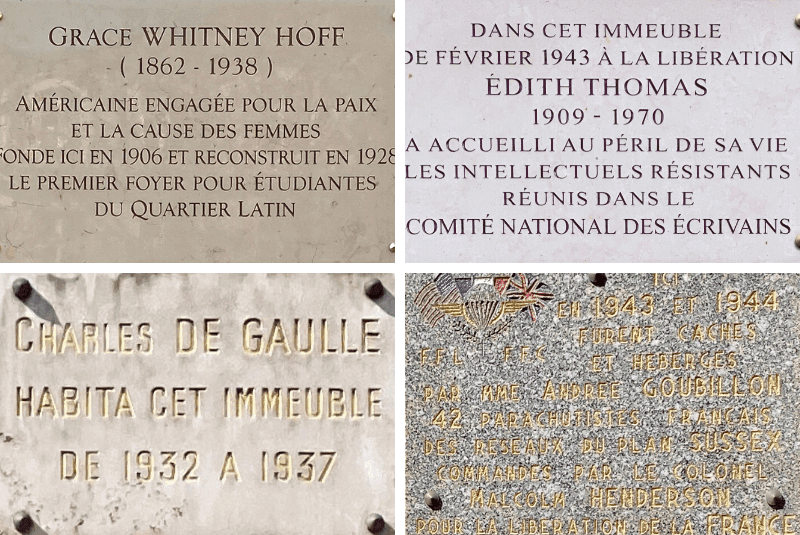 GRACE WHITNEY HOFF
( 1862 - 1938 )
AMÉRICAINE ENGAGÉE POUR LA PAIX
ET LA CAUSE DES FEMMES
FONDE ICI EN 1906 ET RECONSTRUIT EN 1928
LE PREMIER FOYER POUR ÉTUDIANTES
DU QUARTIER LATIN
DANS CET IMMEUBLE
DE FÉVRIER 1943 À LA LIBÉRATION
ÉDITH THOMAS
1909 - 1970
A ACCUEILLI AU PÉRIL DE SA VIE
LES INTELLECTUELS RÉSISTANTS
RÉUNIS DANS LE
COMITÉ NATIONAL DES ÉCRIVAINS
CHARLES DE GAULLE
HABITA CET IMMEUBLE
DE 1932 A 1937
ICI
EN 1943 ET 1944
FURENT CACHES
F.F.L F.F.C ET HEBERGES
PAR MME ANDREE GOUBILLON
42 PARACHUTISTES FRANCAIS
DES RESEAUX DU PLAN SUSSEX
COMMANDES PAR LE COLONEL
MALCOLM HENDERSON
POUR LA LIBERATION DE LA FRANCE